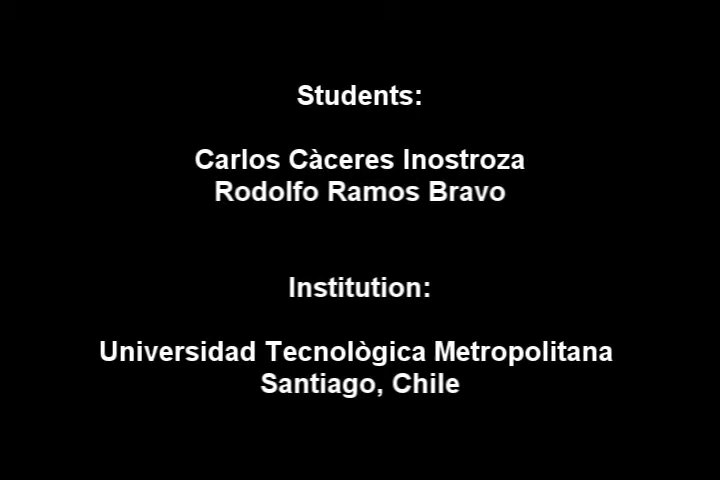 Students:
Carlos Càceres Inostroza
Rodolfo Ramos Bravo
Institution:
Universidad Tecnològica Metropolitana
Santiago, Chile